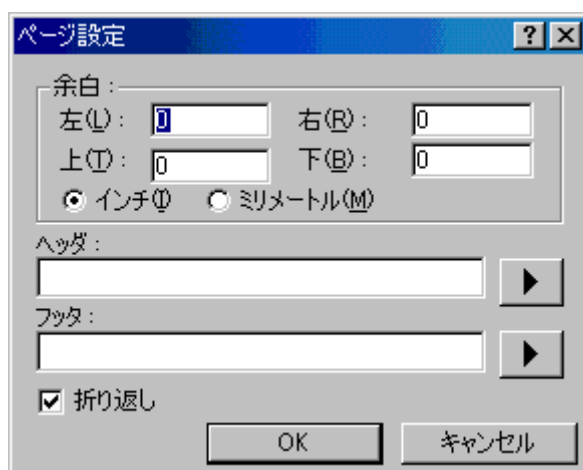 ページ設定
余白:
左(L): 0 右(R): 0
上(T): 0 下(B): 0
インチ(I) ミリメートル(M)
ヘッダ:
フッタ:
折り返し
OK キャンセル